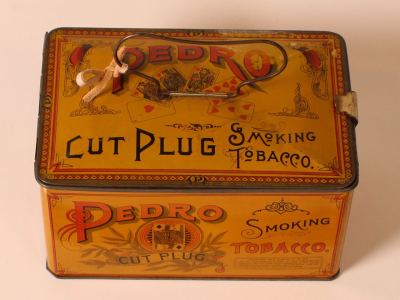 PEDRO
CUT PLUG SMOKING TOBACCO.
PEDRO
CUT PLUG
SMOKING
TOBACCO.